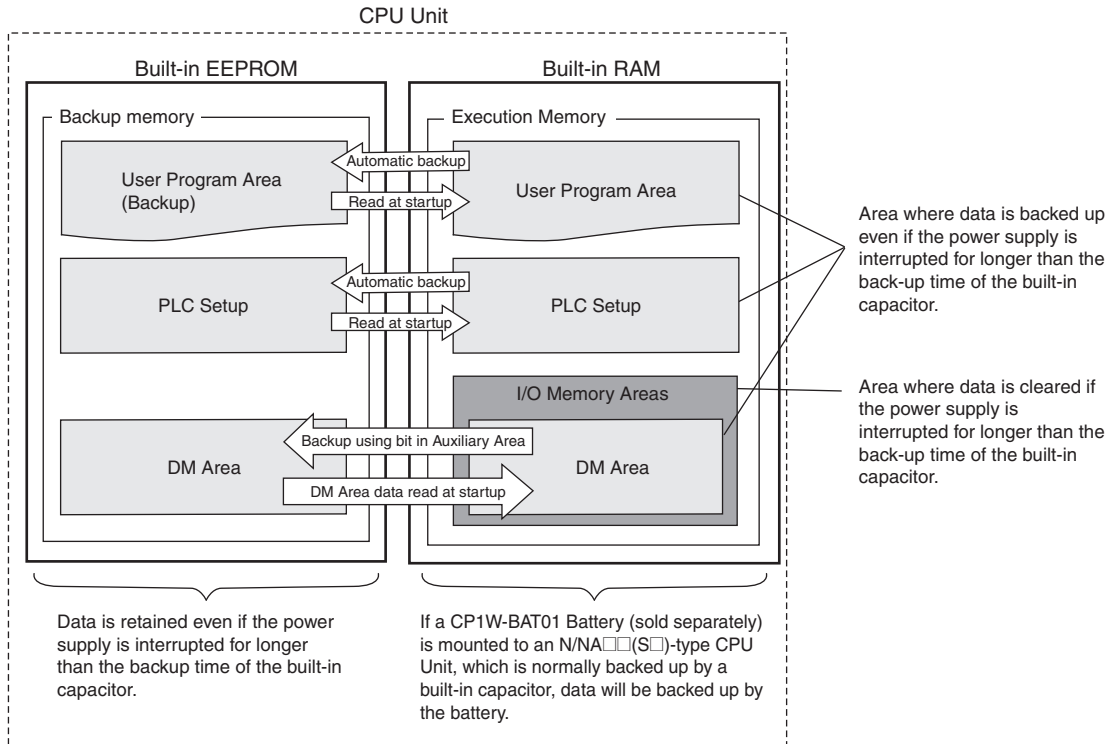 CPU Unit
Built-in EEPROM
Built-in RAM
Backup memory
Execution Memory
User Program Area
(Backup)
Automatic backup
Read at startup
User Program Area
PLC Setup
Automatic backup
Read at startup
PLC Setup
I/O Memory Areas
DM Area
Backup using bit in Auxiliary Area
DM Area data read at startup
DM Area
Area where data is backed up
even if the power supply is
interrupted for longer than the
back-up time of the built-in
capacitor.
Area where data is cleared if
the power supply is
interrupted for longer than the
back-up time of the built-in
capacitor.
Data is retained even if the power
supply is interrupted for longer
than the backup time of the built-in
capacitor.
If a CP1W-BAT01 Battery (sold separately)
is mounted to an N/NA□□(S□)-type CPU
Unit, which is normally backed up by a
built-in capacitor, data will be backed up by
the battery.